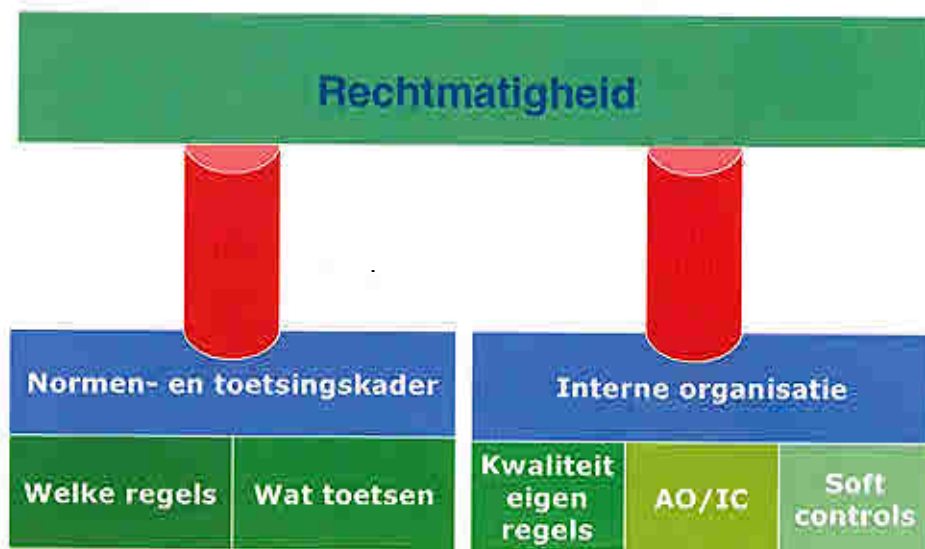 Rechtmatigheid
Normen- en toetsingskader
Interne organisatie
Welke regels
Wat toetsen
Kwaliteit
eigen
regels
AO/IC
Soft
controls